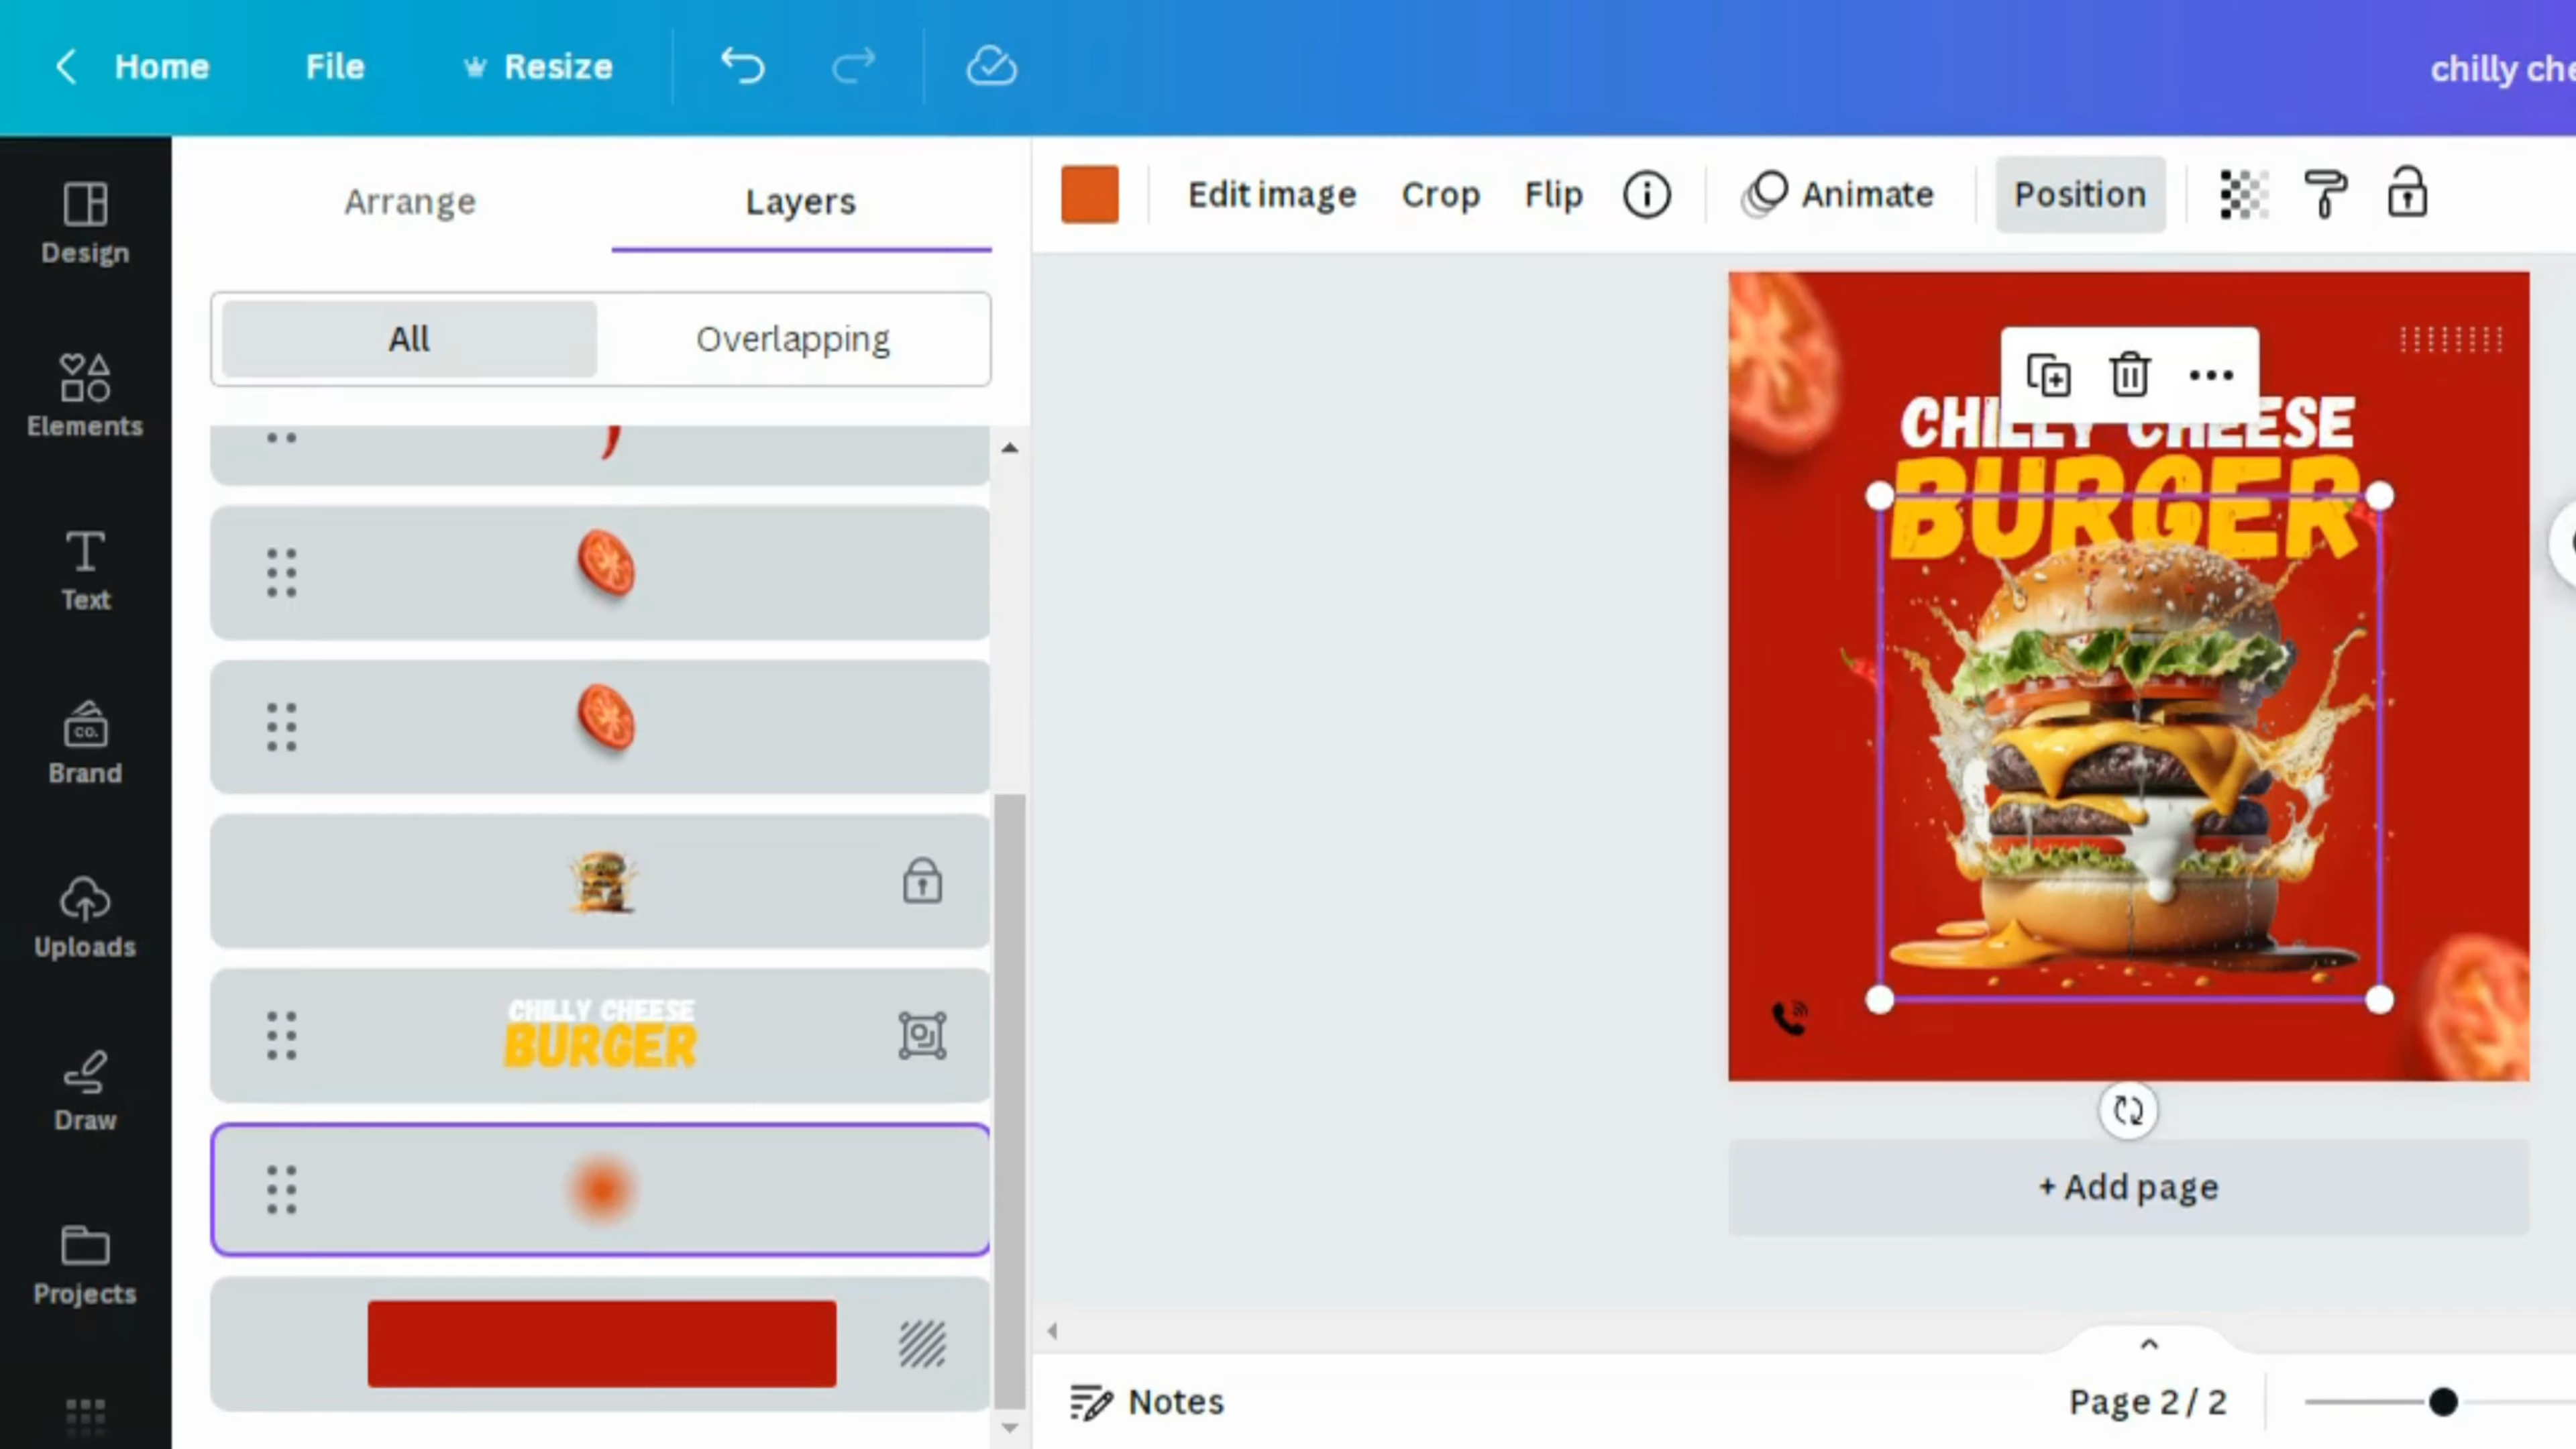 Home File Resize
chilly che
Design
Elements
Text
CO.
Brand
Uploads
Draw
Projects
Arrange Layers
All Overlapping
CHILLY CHEESE
BURGER
Edit image Crop Flip Animate Position
CHILLY CHEESE
BURGER
+ Add page
Notes
Page 2 / 2